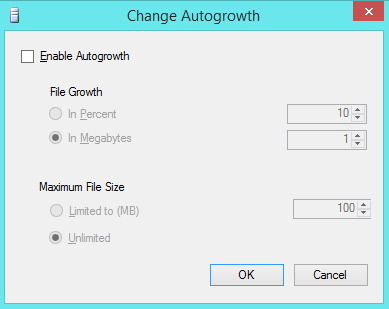 Change Autogrowth
Enable Autogrowth
File Growth
In Percent 10
In Megabytes 1
Maximum File Size
Limited to (MB) 100
Unlimited
OK Cancel